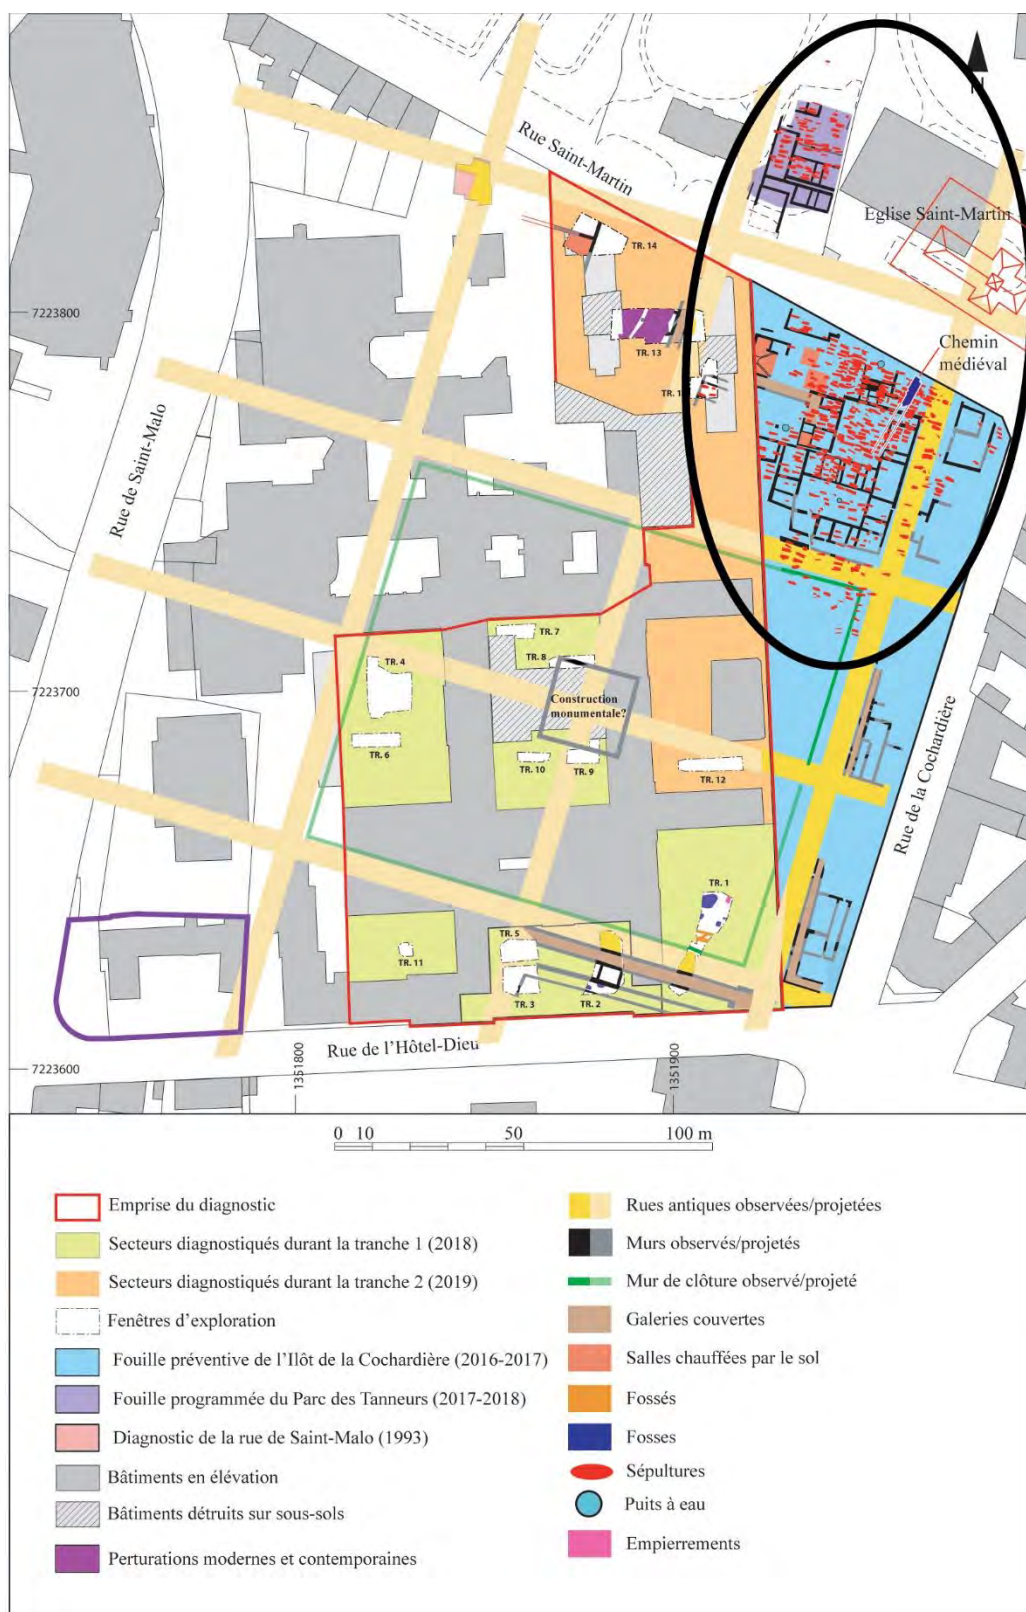 N
Rue Saint-Martin
Eglise Saint-Martin
TR. 14
7223800
TR. 13
Chemin
médiéval
Rue de Saint-Malo
TR. 7
TR. 4
TR. 8
7223700
Construction
monumentale?
TR. 6
TR. 10
TR. 9
TR. 12
Rue de la Cochardière
TR. 1
TR. 5
TR. 11
TR. 3
TR. 2
Rue de l'Hôtel-Dieu
7223600
1351800
1351900
0 10 50 100 m
Emprise du diagnostic
Secteurs diagnostiqués durant la tranche 1 (2018)
Secteurs diagnostiqués durant la tranche 2 (2019)
Fenêtres d'exploration
Fouille préventive de l'Ilôt de la Cochardière (2016-2017)
Fouille programmée du Parc des Tanneurs (2017-2018)
Diagnostic de la rue de Saint-Malo (1993)
Bâtiments en élévation
Bâtiments détruits sur sous-sols
Perturations modernes et contemporaines
Rues antiques observées/projetées
Murs observés/projetés
Mur de clôture observé/projeté
Galeries couvertes
Salles chauffées par le sol
Fossés
Fosses
Sépultures
Puits à eau
Empierrements